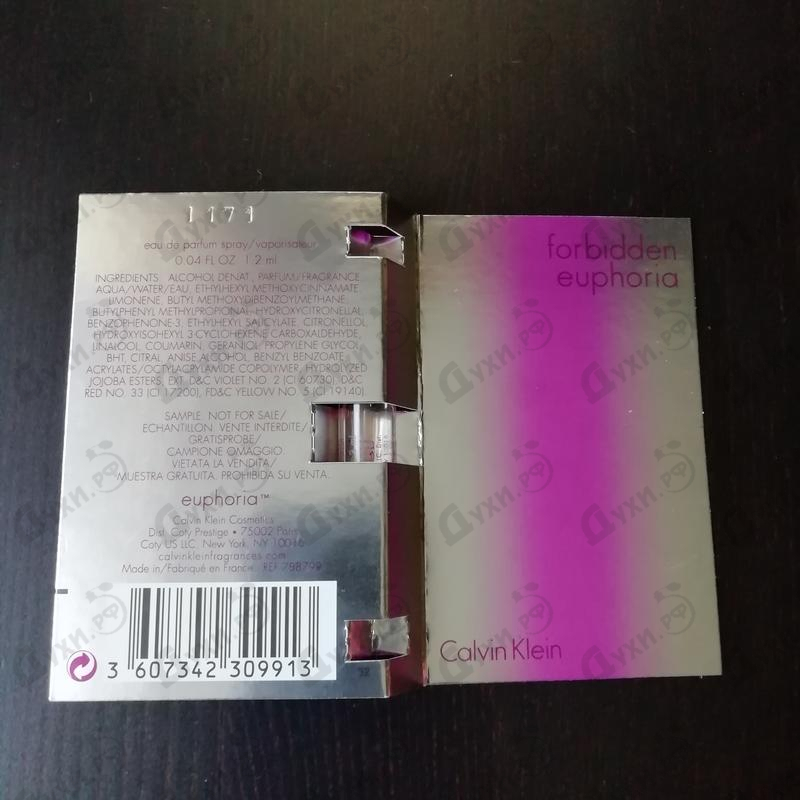 1171
eau de parfum spray/vaporisateur
0.04 FL OZ 1.2 ml
INGREDIENTS: ALCOHOL DENAT., PARFUM/FRAGRANCE,
AQUA/WATER/EAU, ETHYLHEXYL METHOXYCINNAMATE,
LIMONENE, BUTYL METHOXYDIBENZOYLMETHANE,
BUTYLPHENYL METHYLPROPIONAL, HYDROXYCITRONELLAL,
BENZOPHENONE-3, ETHYLHEXYL SALICYLATE, CITRONELLOL,
HYDROXYISOHEXYL 3-CYCLOHEXENE CARBOXALDEHYDE,
LINALOOL, COUMARIN, GERANIOL, PROPYLENE GLYCOL,
BHT, CITRAL, ANISE ALCOHOL, BENZYL BENZOATE,
ACRYLATES/OCTYLACRYLAMIDE COPOLYMER, HYDROLYZED
JOJOBA ESTERS, EXT. D&C VIOLET NO. 2 (CI 60730), D&C
RED NO. 33 (CI 17200), FD&C YELLOW NO. 5 (CI 19140).
SAMPLE. NOT FOR SALE/
ECHANTILLON. VENTE INTERDITE/
GRATISPROBE/
CAMPIONE OMAGGIO.
VIETATA LA VENDITA/
MUESTRA GRATUITA. PROHIBIDA SU VENTA.
euphoria™
Calvin Klein Cosmetics
Dist. Coty Prestige • 75002 Paris
Coty US LLC, New York, NY 10016
calvinkleinfragrances.com
Made in/Fabriqué en France. REF 798799
3 607342 309913
forbidden
euphoria
Calvin Klein
Духи.рф